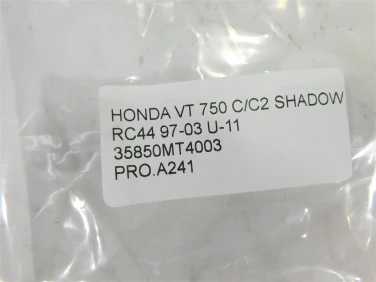 HONDA VT 750 C/C2 SHADOW
RC44 97-03 U-11
35850MT4003
PRO.A241